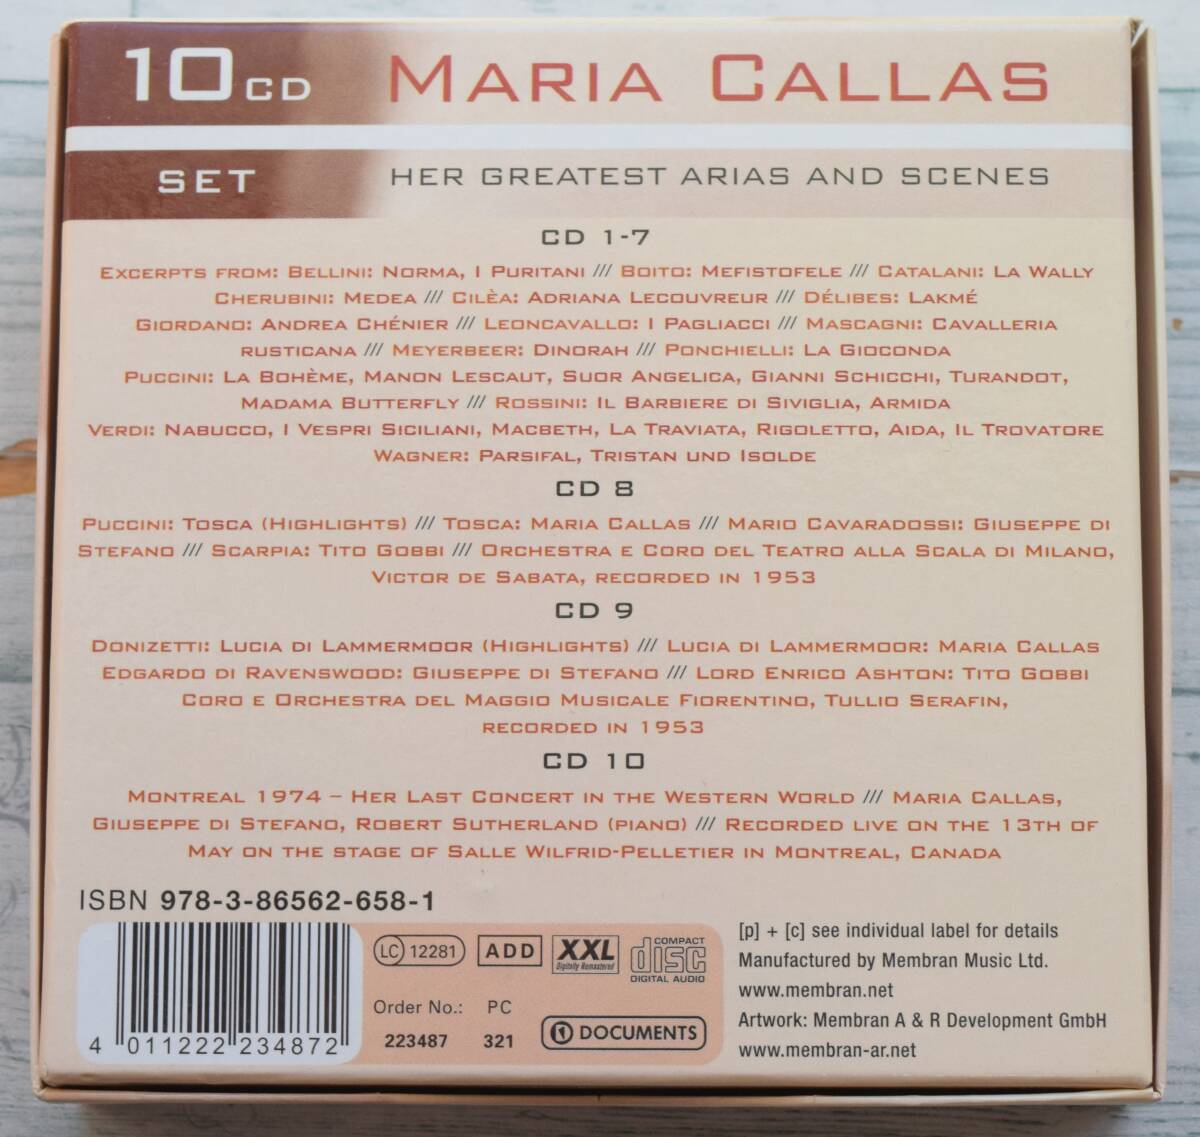 10 CD MARIA CALLAS
SET HER GREATEST ARIAS AND SCENES
CD 1-7
EXCERPTS FROM: BELLINI: NORMA, I PURITANI /// BOITO: MEFISTOFELE /// CATALANI: LA WALLY
CHERUBINI: MEDEA /// CILÈA: ADRIANA LECOUVREUR /// DÉLIBES: LAKMÉ
GIORDANO: ANDREA CHÉNIER /// LEONCAVALLO: I PAGLIACCI /// MASCAGNI: CAVALLERIA
RUSTICANA /// MEYERBEER: DINORAH /// PONCHIELLI: LA GIOCONDA
PUCCINI: LA BOHÈME, MANON LESCAUT, SUOR ANGELICA, GIANNI SCHICCHI, TURANDOT,
MADAMA BUTTERFLY /// ROSSINI: IL BARBIERE DI SIVIGLIA, ARMIDA
VERDI: NABUCCO, I VESPRI SICILIANI, MACBETH, LA TRAVIATA, RIGOLETTO, AIDA, IL TROVATORE
WAGNER: PARSIFAL, TRISTAN UND ISOLDE
CD 8
PUCCINI: TOSCA (HIGHLIGHTS) /// TOSCA: MARIA CALLAS /// MARIO CAVARADOSSI: GIUSEPPE DI
STEFANO /// SCARPIA: TITO GOBBI /// ORCHESTRA E CORO DEL TEATRO ALLA SCALA DI MILANO,
VICTOR DE SABATA, RECORDED IN 1953
CD 9
DONIZETTI: LUCIA DI LAMMERMOOR (HIGHLIGHTS) /// LUCIA DI LAMMERMOOR: MARIA CALLAS
EDGARDO DI RAVENSWOOD: GIUSEPPE DI STEFANO /// LORD ENRICO ASHTON: TITO GOBBI
CORO E ORCHESTRA DEL MAGGIO MUSICALE FIORENTINO, TULLIO SERAFIN,
RECORDED IN 1953
CD 10
MONTREAL 1974 – HER LAST CONCERT IN THE WESTERN WORLD /// MARIA CALLAS,
GIUSEPPE DI STEFANO, ROBERT SUTHERLAND (PIANO) /// RECORDED LIVE ON THE 13TH OF
MAY ON THE STAGE OF SALLE WILFRID-PELLETIER IN MONTREAL, CANADA
ISBN 978-3-86562-658-1
4 011222 234872
LC 12281 ADD XXL Digitally Remastered COMPACT disc DIGITAL AUDIO
Order No.: PC
223487 321
DOCUMENTS
[p] + [c] see individual label for details
Manufactured by Membran Music Ltd.
www.membran.net
Artwork: Membran A & R Development GmbH
www.membran-ar.net